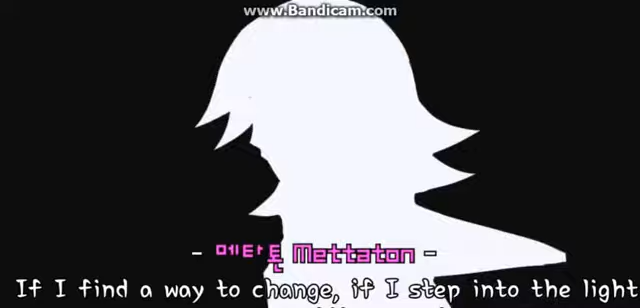 www.Bandicam.com
- 메타톤 Mettaton -
If I find a way to change, if I step into the light